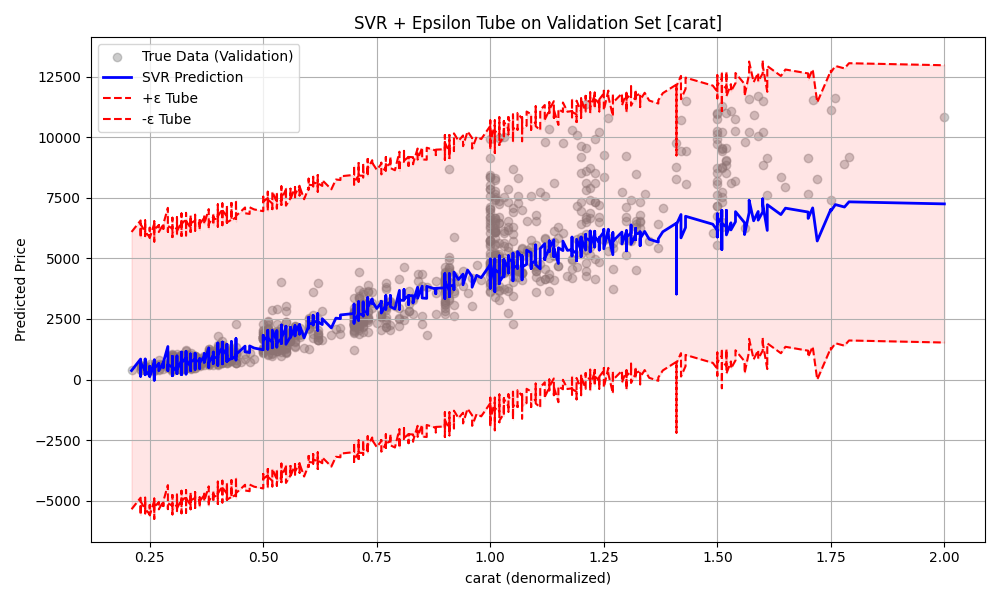 SVR + Epsilon Tube on Validation Set [carat]
True Data (Validation)
SVR Prediction
+ε Tube
-ε Tube
Predicted Price
12500
10000
7500
5000
2500
0
−2500
−5000
0.25 0.50 0.75 1.00 1.25 1.50 1.75 2.00
carat (denormalized)